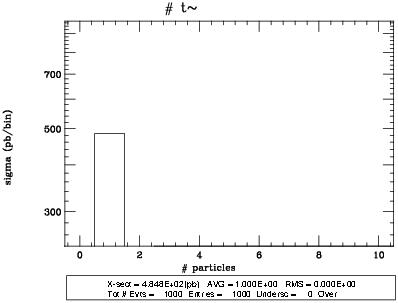 # t~
700
500
300
sigma (pb/bin)
0 2 4 6 8 10
# particles
X-sect = 4.848E+02(pb) AVG = 1.000E+00 RMS = 0.000E+00
Tot # Evts = 1000 Entries = 1000 Undersc = 0 Over